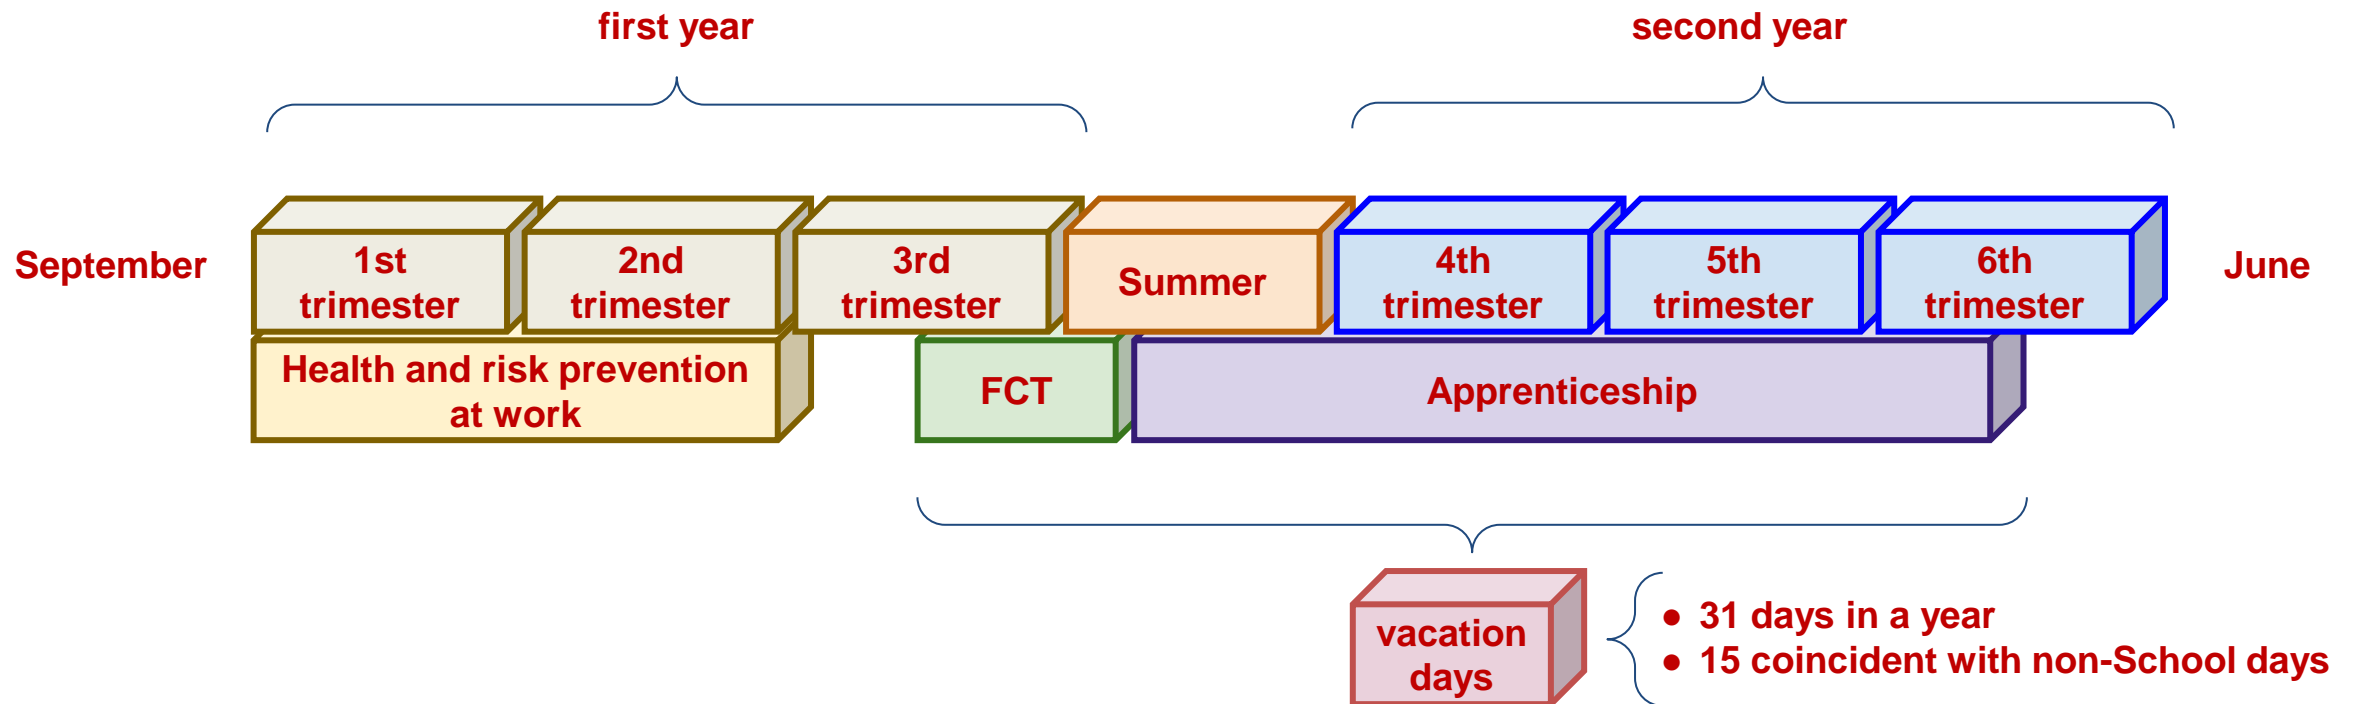 first year
second year
September
1st
trimester
2nd
trimester
3rd
trimester
Summer
4th
trimester
5th
trimester
6th
trimester
June
Health and risk prevention
at work
FCT
Apprenticeship
vacation
days
● 31 days in a year
● 15 coincident with non-School days